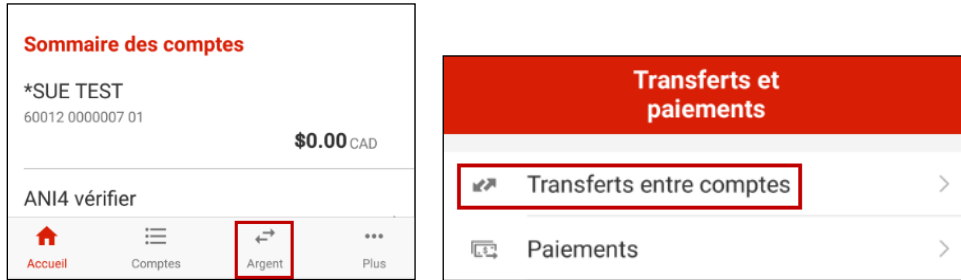 Sommaire des comptes
*SUE TEST
60012 0000007 01
$0.00 CAD
ANI4 vérifier
Accueil Comptes Argent Plus
Transferts et
paiements
Transferts entre comptes
Paiements